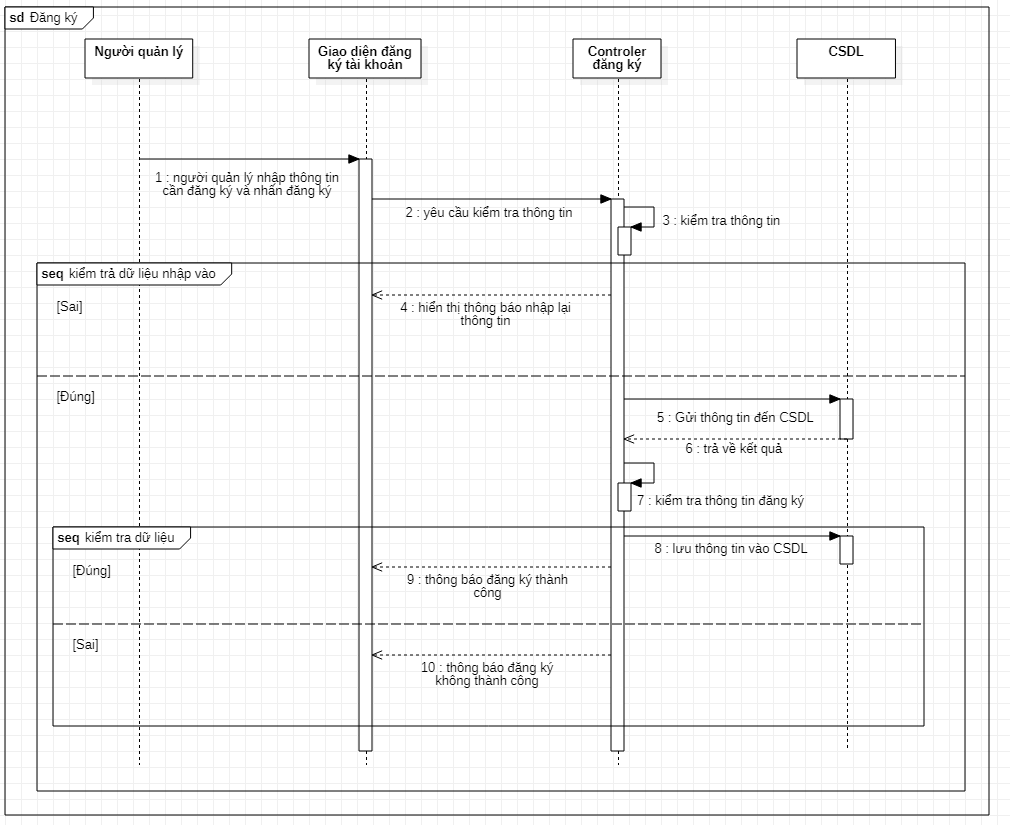 sd Đăng ký
Người quản lý
Giao diện đăng
ký tài khoản
Controler
đăng ký
CSDL
1 : người quản lý nhập thông tin
cần đăng ký và nhấn đăng ký
2 : yêu cầu kiểm tra thông tin
3 : kiểm tra thông tin
seq kiểm trả dữ liệu nhập vào
[Sai]
4 : hiển thị thông báo nhập lại
thông tin
[Đúng]
5 : Gửi thông tin đến CSDL
6 : trả về kết quả
7 : kiểm tra thông tin đăng ký
seq kiểm tra dữ liệu
8 : lưu thông tin vào CSDL
[Đúng]
9 : thông báo đăng ký thành
công
[Sai]
10 : thông báo đăng ký
không thành công